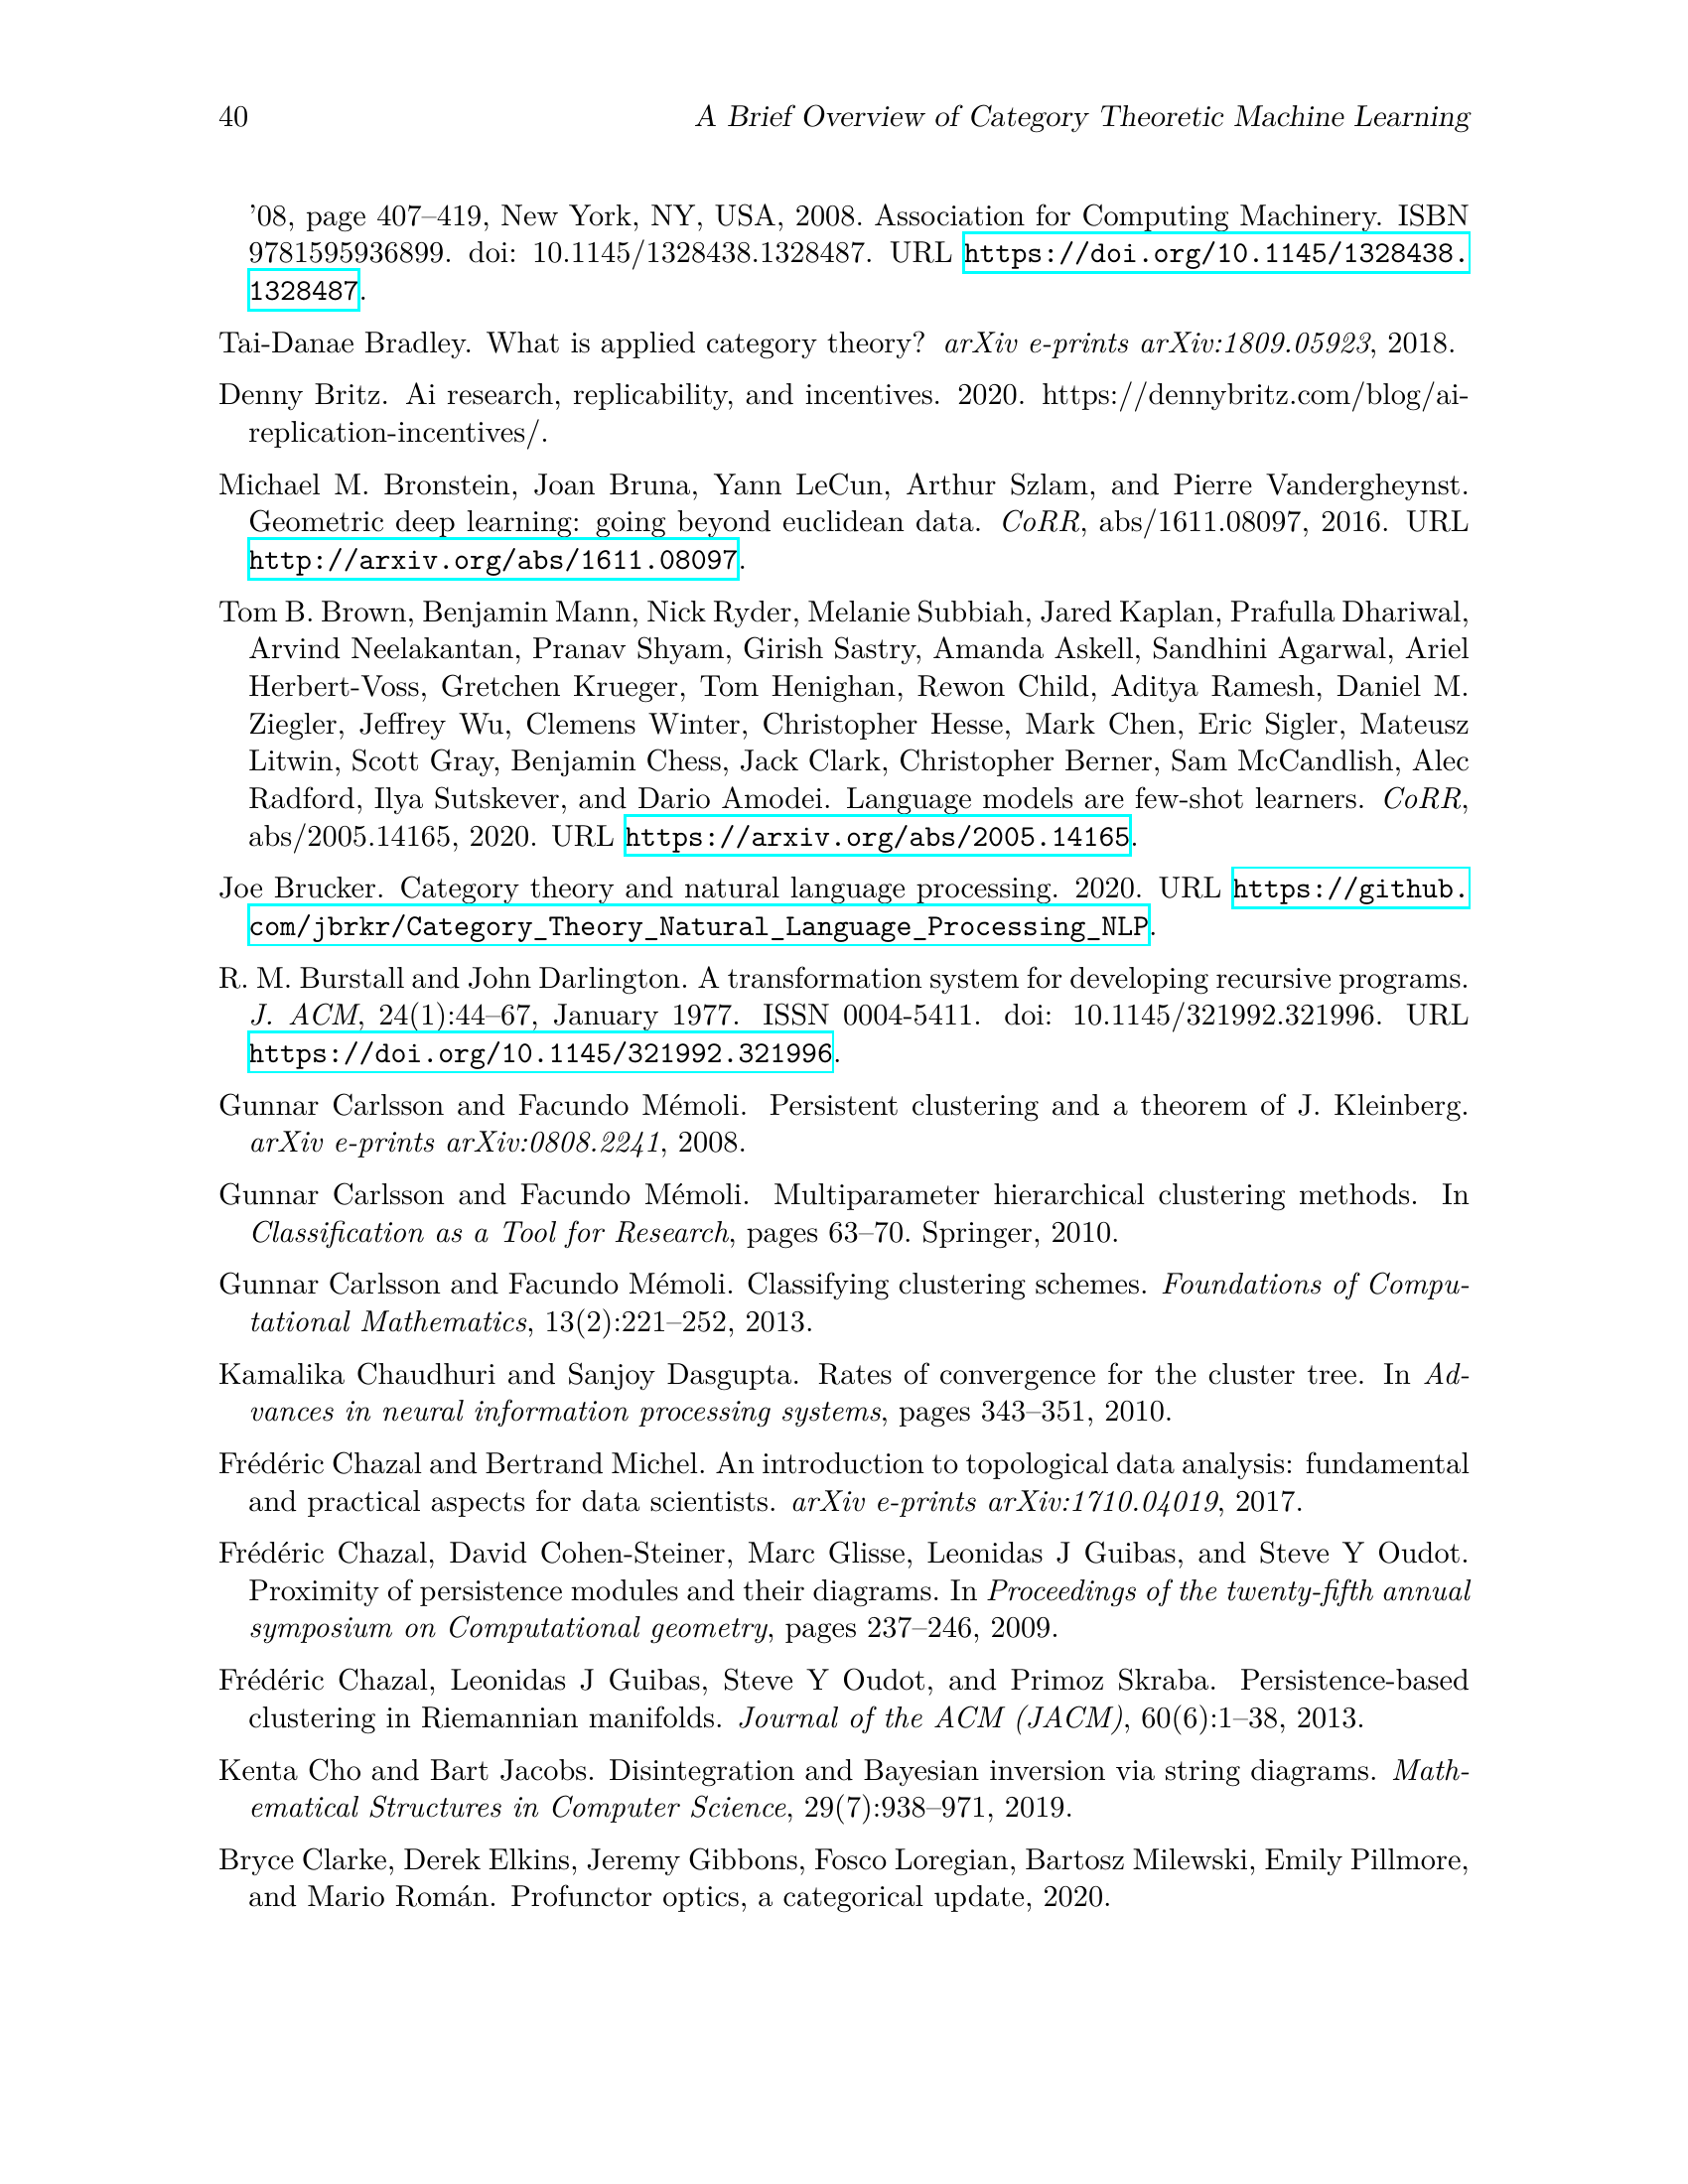 40 A Brief Overview of Category Theoretic Machine Learning
’08, page 407–419, New York, NY, USA, 2008. Association for Computing Machinery. ISBN
9781595936899. doi: 10.1145/1328438.1328487. URL https://doi.org/10.1145/1328438.
1328487.
Tai-Danae Bradley. What is applied category theory? arXiv e-prints arXiv:1809.05923, 2018.
Denny Britz. Ai research, replicability, and incentives. 2020. https://dennybritz.com/blog/ai-
replication-incentives/.
Michael M. Bronstein, Joan Bruna, Yann LeCun, Arthur Szlam, and Pierre Vandergheynst.
Geometric deep learning: going beyond euclidean data. CoRR, abs/1611.08097, 2016. URL
http://arxiv.org/abs/1611.08097.
Tom B. Brown, Benjamin Mann, Nick Ryder, Melanie Subbiah, Jared Kaplan, Prafulla Dhariwal,
Arvind Neelakantan, Pranav Shyam, Girish Sastry, Amanda Askell, Sandhini Agarwal, Ariel
Herbert-Voss, Gretchen Krueger, Tom Henighan, Rewon Child, Aditya Ramesh, Daniel M.
Ziegler, Jeffrey Wu, Clemens Winter, Christopher Hesse, Mark Chen, Eric Sigler, Mateusz
Litwin, Scott Gray, Benjamin Chess, Jack Clark, Christopher Berner, Sam McCandlish, Alec
Radford, Ilya Sutskever, and Dario Amodei. Language models are few-shot learners. CoRR,
abs/2005.14165, 2020. URL https://arxiv.org/abs/2005.14165.
Joe Brucker. Category theory and natural language processing. 2020. URL https://github.
com/jbrkr/Category_Theory_Natural_Language_Processing_NLP.
R. M. Burstall and John Darlington. A transformation system for developing recursive programs.
J. ACM, 24(1):44–67, January 1977. ISSN 0004-5411. doi: 10.1145/321992.321996. URL
https://doi.org/10.1145/321992.321996.
Gunnar Carlsson and Facundo Mémoli. Persistent clustering and a theorem of J. Kleinberg.
arXiv e-prints arXiv:0808.2241, 2008.
Gunnar Carlsson and Facundo Mémoli. Multiparameter hierarchical clustering methods. In
Classification as a Tool for Research, pages 63–70. Springer, 2010.
Gunnar Carlsson and Facundo Mémoli. Classifying clustering schemes. Foundations of Compu-
tational Mathematics, 13(2):221–252, 2013.
Kamalika Chaudhuri and Sanjoy Dasgupta. Rates of convergence for the cluster tree. In Ad-
vances in neural information processing systems, pages 343–351, 2010.
Frédéric Chazal and Bertrand Michel. An introduction to topological data analysis: fundamental
and practical aspects for data scientists. arXiv e-prints arXiv:1710.04019, 2017.
Frédéric Chazal, David Cohen-Steiner, Marc Glisse, Leonidas J Guibas, and Steve Y Oudot.
Proximity of persistence modules and their diagrams. In Proceedings of the twenty-fifth annual
symposium on Computational geometry, pages 237–246, 2009.
Frédéric Chazal, Leonidas J Guibas, Steve Y Oudot, and Primoz Skraba. Persistence-based
clustering in Riemannian manifolds. Journal of the ACM (JACM), 60(6):1–38, 2013.
Kenta Cho and Bart Jacobs. Disintegration and Bayesian inversion via string diagrams. Math-
ematical Structures in Computer Science, 29(7):938–971, 2019.
Bryce Clarke, Derek Elkins, Jeremy Gibbons, Fosco Loregian, Bartosz Milewski, Emily Pillmore,
and Mario Román. Profunctor optics, a categorical update, 2020.